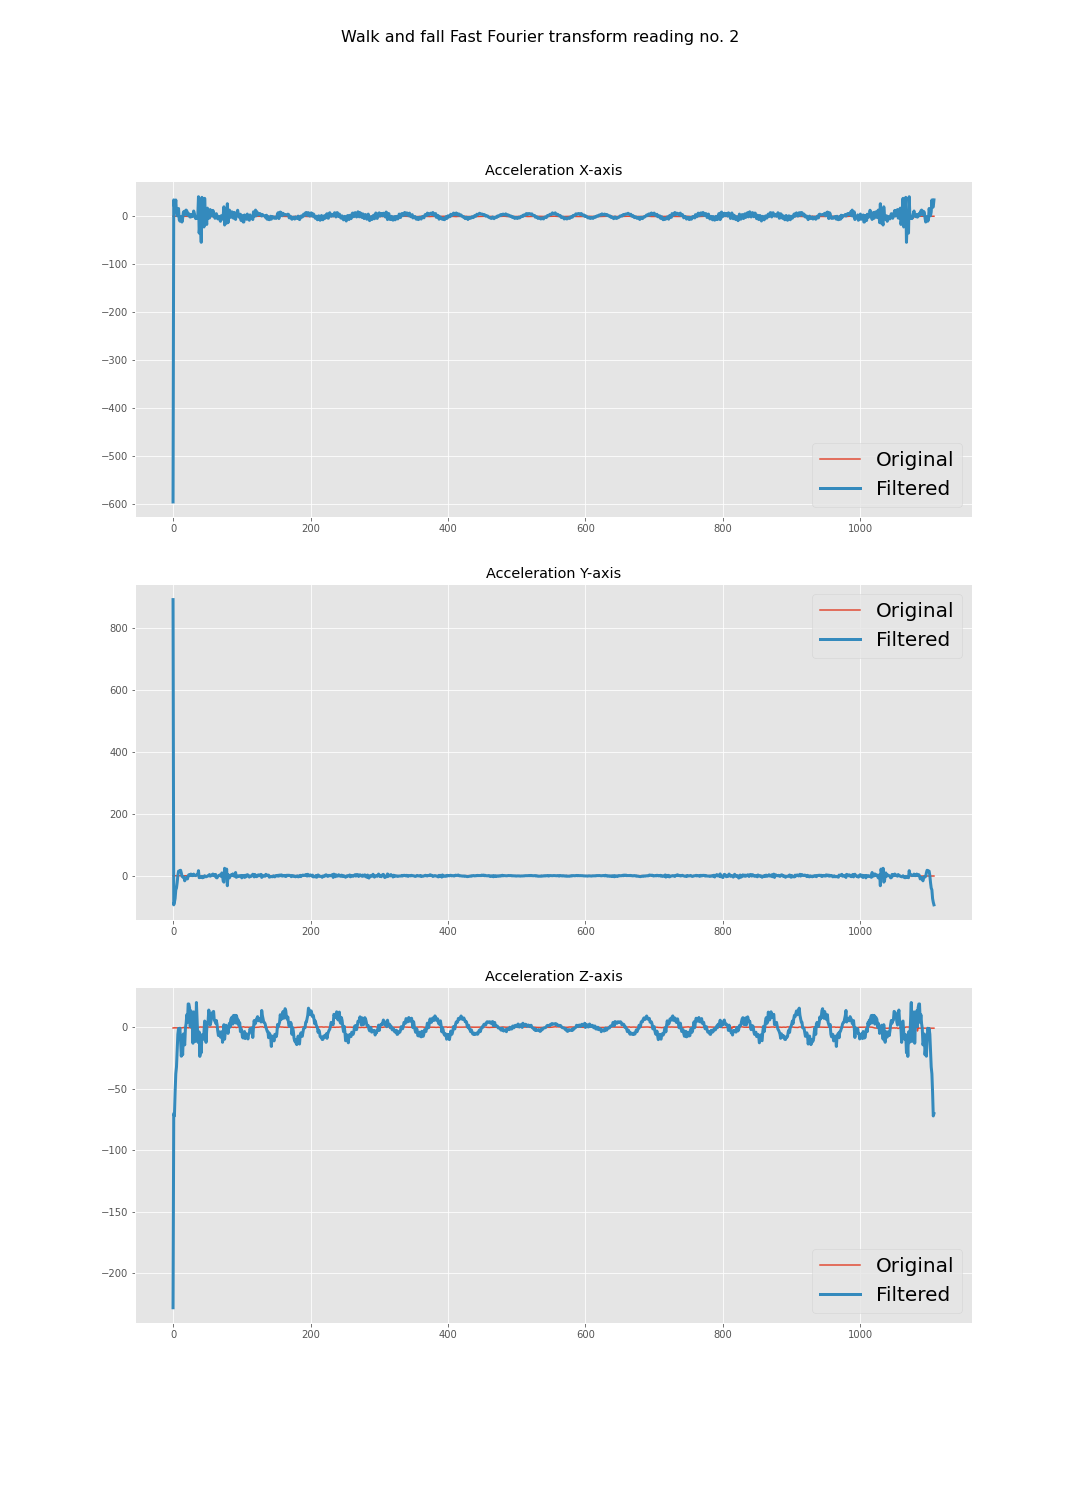 Walk and fall Fast Fourier transform reading no. 2
Acceleration X-axis
0
−100
−200
−300
−400
−500
−600
Original
Filtered
0 200 400 600 800 1000
Acceleration Y-axis
Original
Filtered
800
600
400
200
0
0 200 400 600 800 1000
Acceleration Z-axis
0
−50
−100
−150
−200
Original
Filtered
0 200 400 600 800 1000